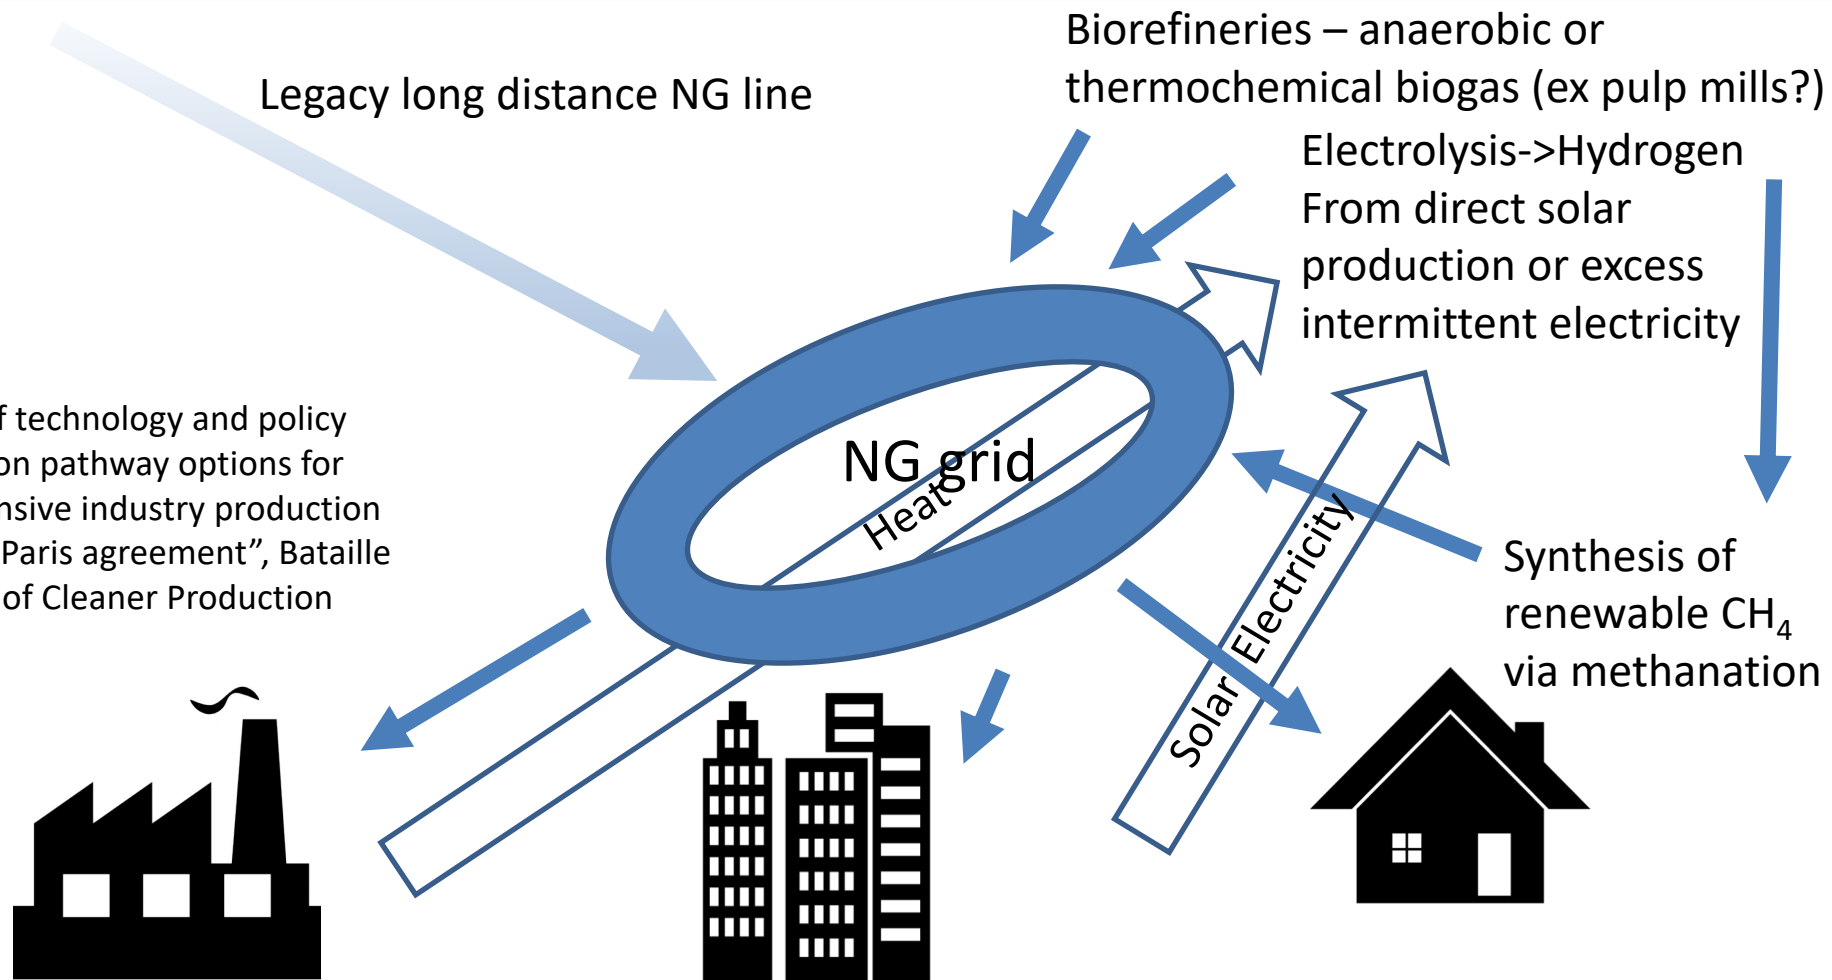 Legacy long distance NG line
Biorefineries – anaerobic or
thermochemical biogas (ex pulp mills?)
Electrolysis->Hydrogen
From direct solar
production or excess
intermittent electricity
technology and policy
on pathway options for
nsive industry production
Paris agreement”, Bataille
of Cleaner Production
NG grid
Heat
Solar Electricity
Synthesis of
renewable CH₄
via methanation